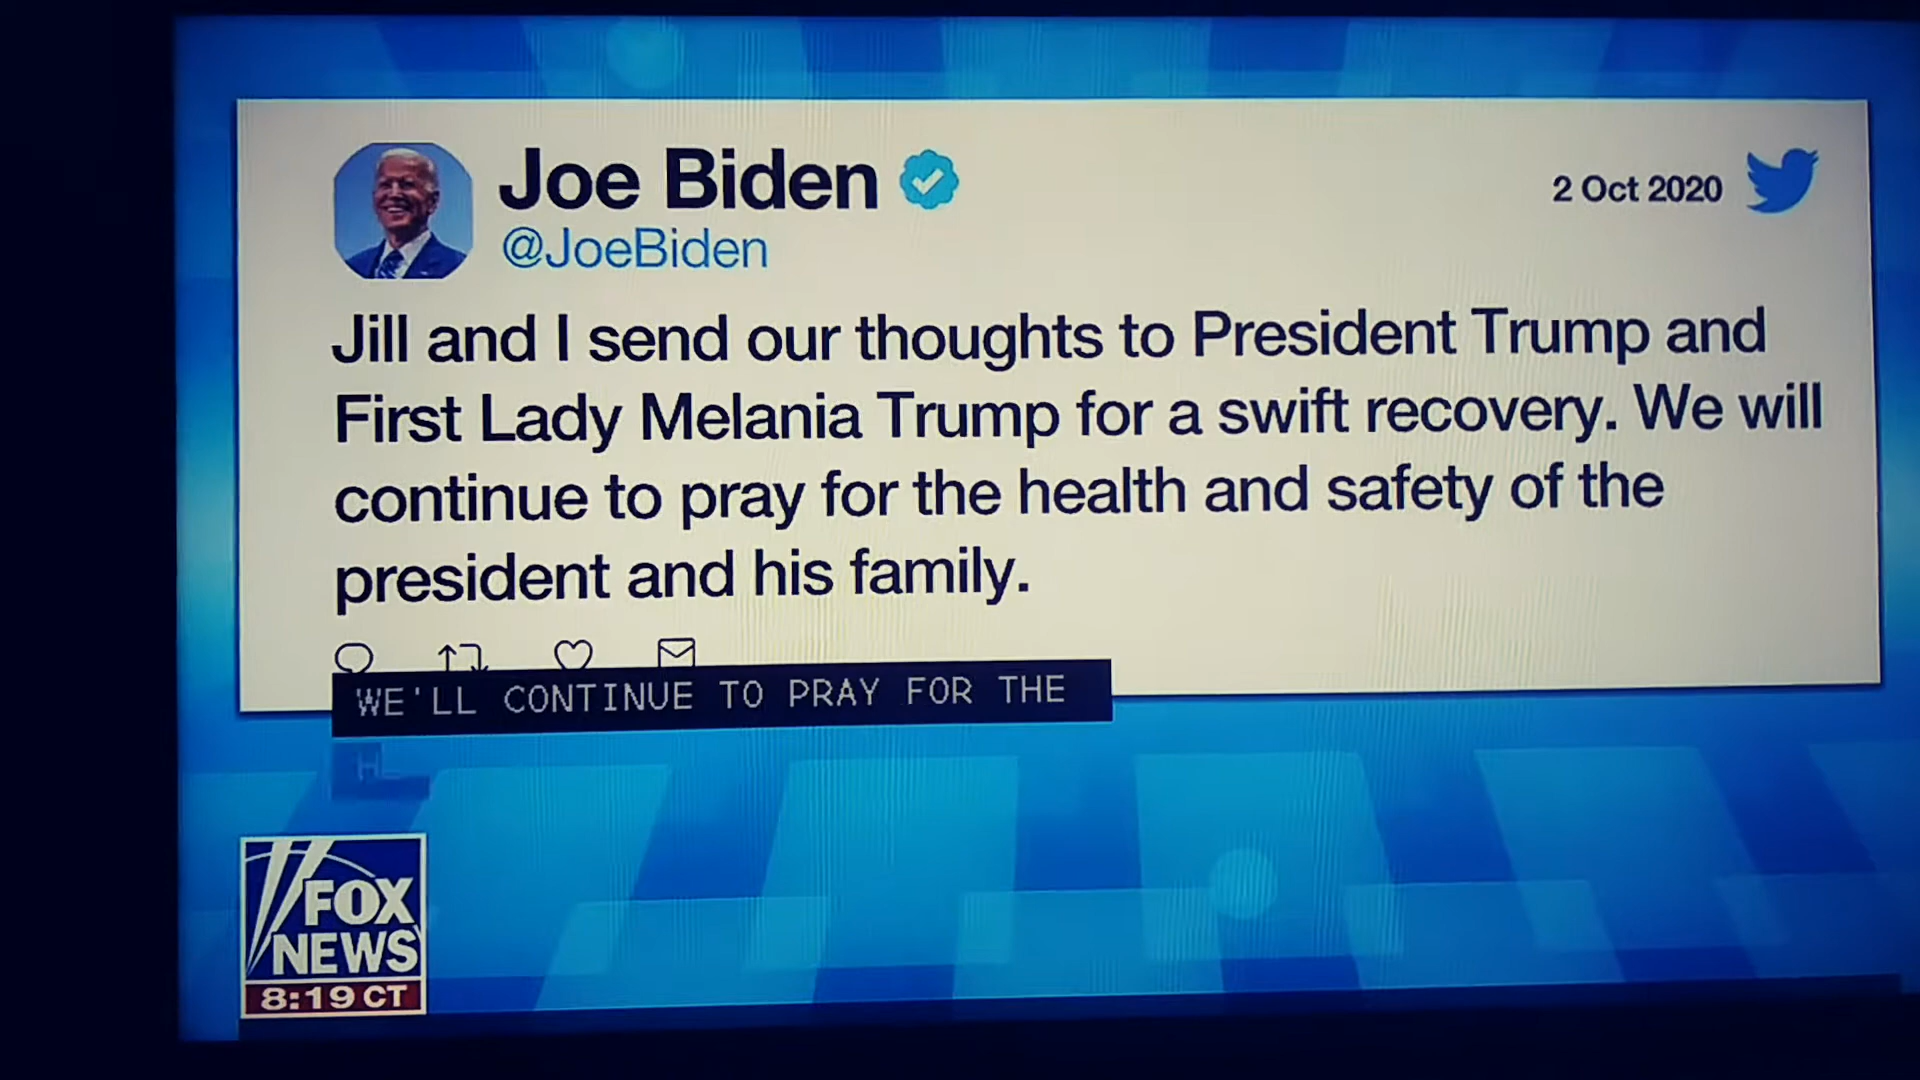 Joe Biden
@JoeBiden
2 Oct 2020
Jill and I send our thoughts to President Trump and
First Lady Melania Trump for a swift recovery. We will
continue to pray for the health and safety of the
president and his family.
WE'LL CONTINUE TO PRAY FOR THE
H
FOX
NEWS
8:19 CT